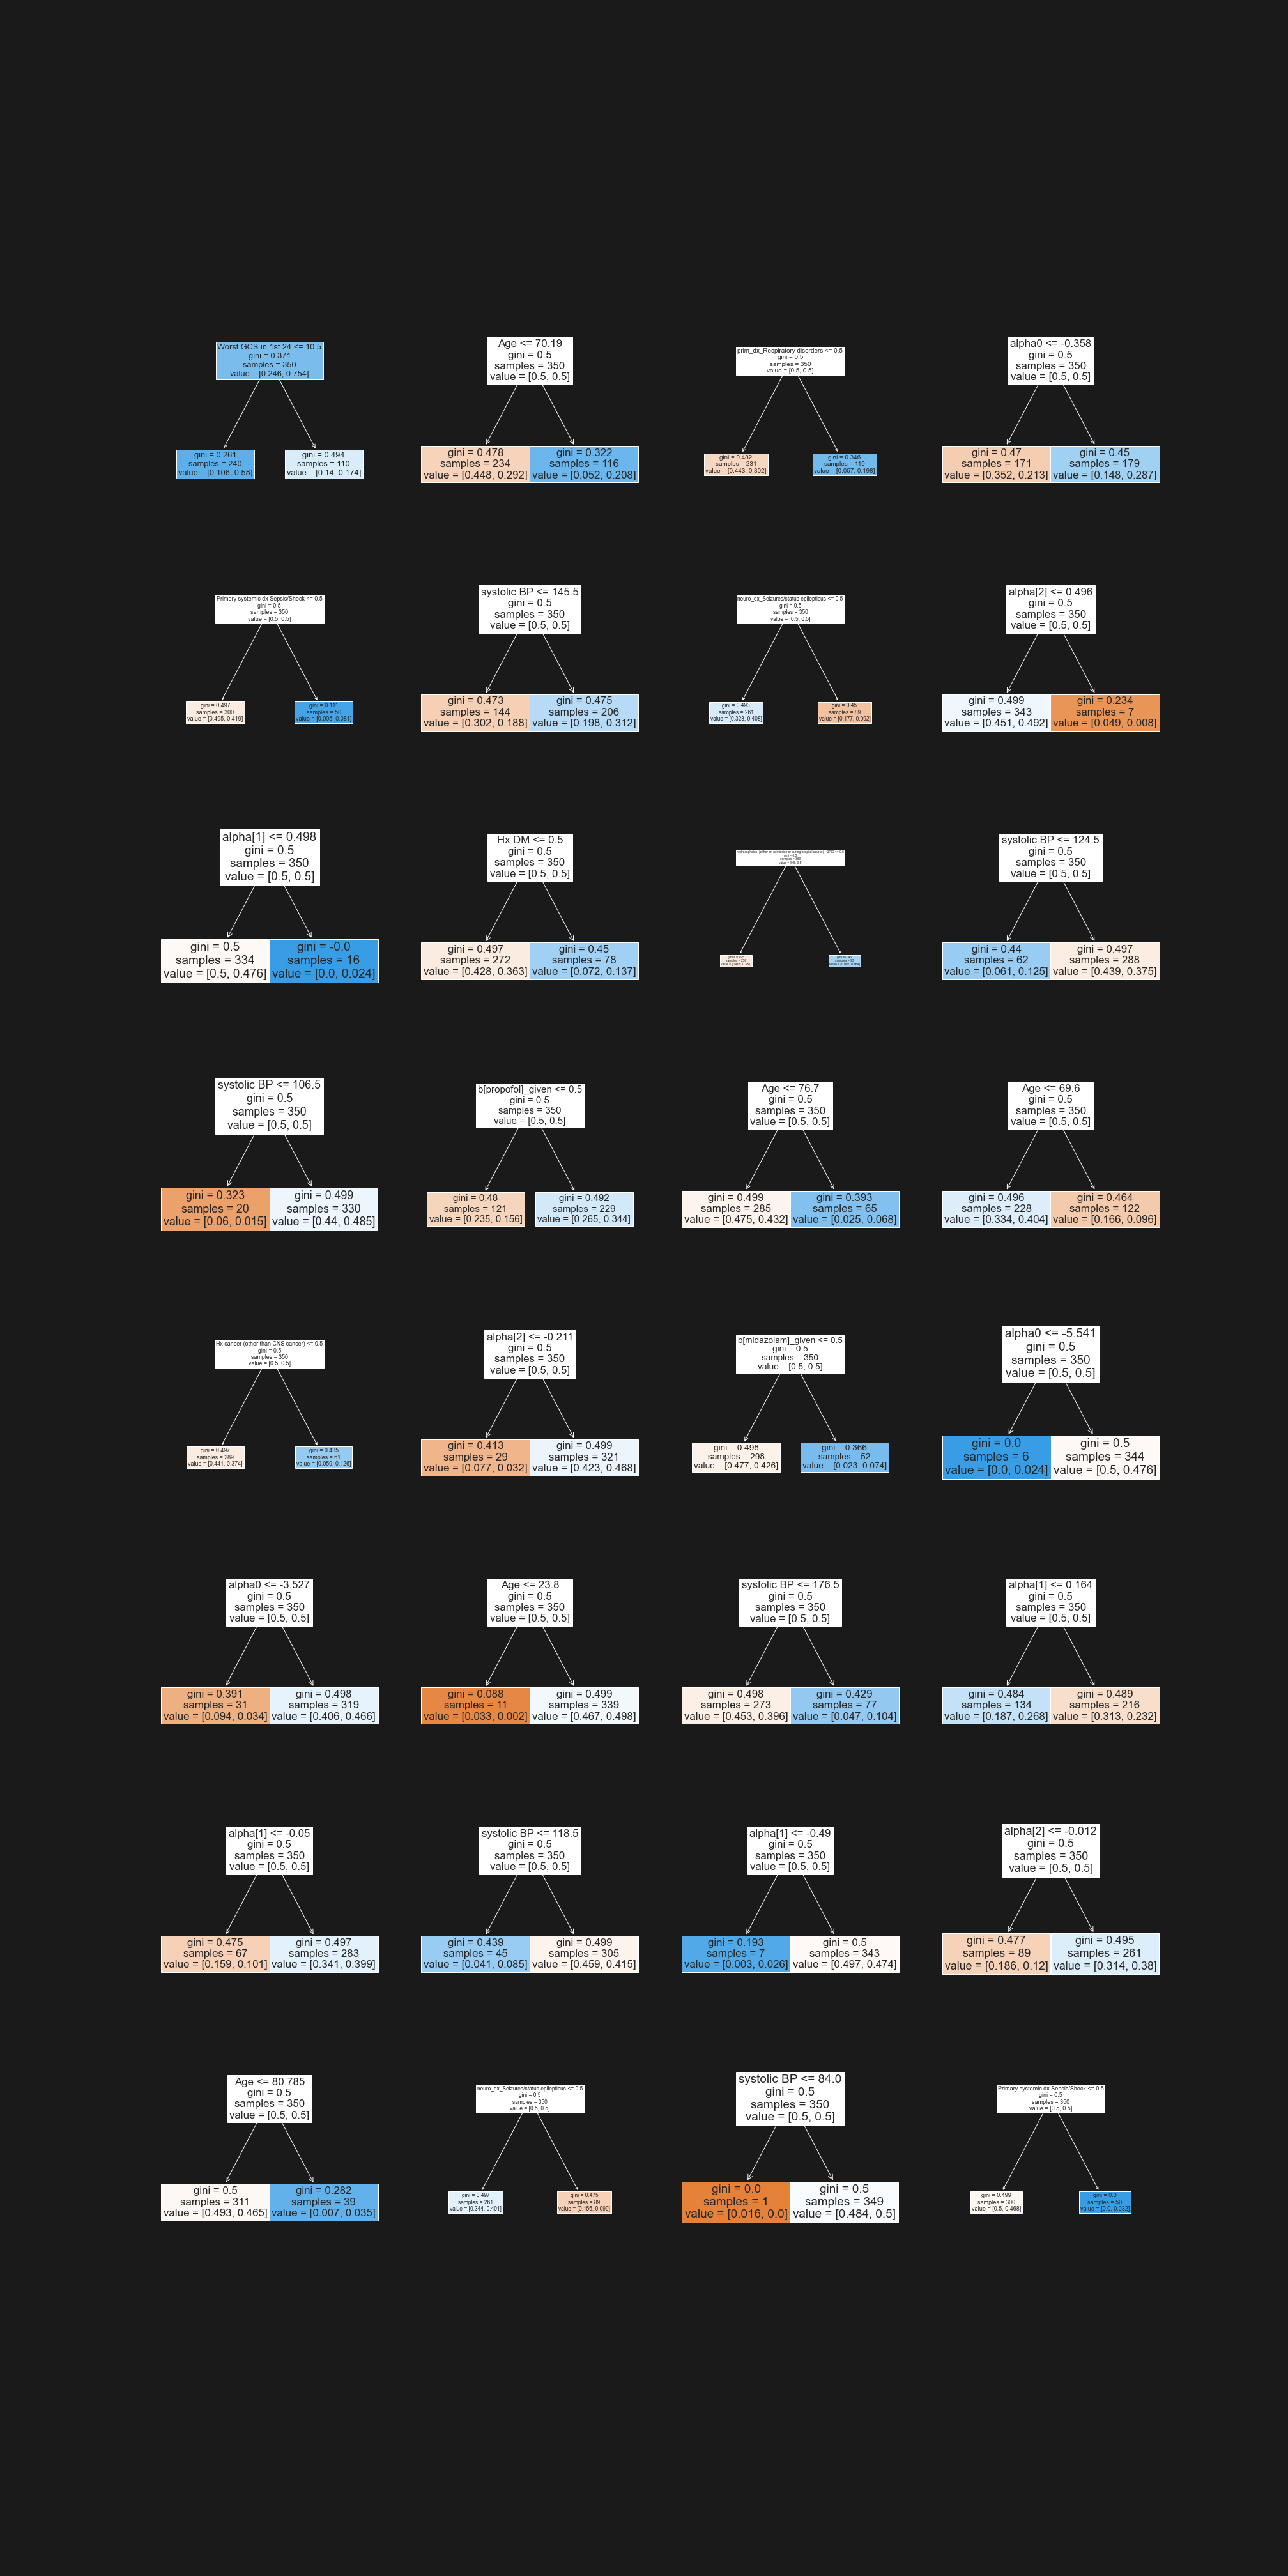 Worst GCS in 1st 24 <= 10.5
gini = 0.371
samples = 350
value = [0.246, 0.754]
gini = 0.261
samples = 240
value = [0.106, 0.58]
gini = 0.494
samples = 110
value = [0.14, 0.174]
Age <= 70.19
gini = 0.5
samples = 350
value = [0.5, 0.5]
gini = 0.478
samples = 234
value = [0.448, 0.292]
gini = 0.322
samples = 116
value = [0.052, 0.208]
prim_dx_Respiratory disorders <= 0.5
gini = 0.5
samples = 350
value = [0.5, 0.5]
gini = 0.482
samples = 231
value = [0.443, 0.302]
gini = 0.346
samples = 119
value = [0.057, 0.198]
alpha0 <= -0.358
gini = 0.5
samples = 350
value = [0.5, 0.5]
gini = 0.47
samples = 171
value = [0.352, 0.213]
gini = 0.45
samples = 179
value = [0.148, 0.287]
Primary systemic dx Sepsis/Shock <= 0.5
gini = 0.5
samples = 350
value = [0.5, 0.5]
gini = 0.497
samples = 300
value = [0.495, 0.419]
gini = 0.111
samples = 50
value = [0.005, 0.081]
systolic BP <= 145.5
gini = 0.5
samples = 350
value = [0.5, 0.5]
gini = 0.473
samples = 144
value = [0.302, 0.188]
gini = 0.475
samples = 206
value = [0.198, 0.312]
neuro_dx_Seizures/status epilepticus <= 0.5
gini = 0.5
samples = 350
value = [0.5, 0.5]
gini = 0.493
samples = 261
value = [0.323, 0.408]
gini = 0.45
samples = 89
value = [0.177, 0.092]
alpha[2] <= 0.496
gini = 0.5
samples = 350
value = [0.5, 0.5]
gini = 0.499
samples = 343
value = [0.451, 0.492]
gini = 0.234
samples = 7
value = [0.049, 0.008]
alpha[1] <= 0.498
gini = 0.5
samples = 350
value = [0.5, 0.5]
gini = 0.5
samples = 334
value = [0.5, 0.476]
gini = -0.0
samples = 16
value = [0.0, 0.024]
Hx DM <= 0.5
gini = 0.5
samples = 350
value = [0.5, 0.5]
gini = 0.497
samples = 272
value = [0.428, 0.363]
gini = 0.45
samples = 78
value = [0.072, 0.137]
gini = 0.5
samples = 350
value = [0.5, 0.5]
systolic BP <= 124.5
gini = 0.5
samples = 350
value = [0.5, 0.5]
gini = 0.44
samples = 62
value = [0.061, 0.125]
gini = 0.497
samples = 288
value = [0.439, 0.375]
systolic BP <= 106.5
gini = 0.5
samples = 350
value = [0.5, 0.5]
gini = 0.323
samples = 20
value = [0.06, 0.015]
gini = 0.499
samples = 330
value = [0.44, 0.485]
b[propofol]_given <= 0.5
gini = 0.5
samples = 350
value = [0.5, 0.5]
gini = 0.48
samples = 121
value = [0.235, 0.156]
gini = 0.492
samples = 229
value = [0.265, 0.344]
Age <= 76.7
gini = 0.5
samples = 350
value = [0.5, 0.5]
gini = 0.499
samples = 285
value = [0.475, 0.432]
gini = 0.393
samples = 65
value = [0.025, 0.068]
Age <= 69.6
gini = 0.5
samples = 350
value = [0.5, 0.5]
gini = 0.496
samples = 228
value = [0.334, 0.404]
gini = 0.464
samples = 122
value = [0.166, 0.096]
Hx cancer (other than CNS cancer) <= 0.5
gini = 0.5
samples = 350
value = [0.5, 0.5]
gini = 0.497
samples = 289
value = [0.441, 0.374]
gini = 0.435
samples = 61
value = [0.059, 0.126]
alpha[2] <= -0.211
gini = 0.5
samples = 350
value = [0.5, 0.5]
gini = 0.413
samples = 29
value = [0.077, 0.032]
gini = 0.499
samples = 321
value = [0.423, 0.468]
b[midazolam]_given <= 0.5
gini = 0.5
samples = 350
value = [0.5, 0.5]
gini = 0.498
samples = 298
value = [0.477, 0.426]
gini = 0.366
samples = 52
value = [0.023, 0.074]
alpha0 <= -5.541
gini = 0.5
samples = 350
value = [0.5, 0.5]
gini = 0.0
samples = 6
value = [0.0, 0.024]
gini = 0.5
samples = 344
value = [0.5, 0.476]
alpha0 <= -3.527
gini = 0.5
samples = 350
value = [0.5, 0.5]
gini = 0.391
samples = 31
value = [0.094, 0.034]
gini = 0.498
samples = 319
value = [0.406, 0.466]
Age <= 23.8
gini = 0.5
samples = 350
value = [0.5, 0.5]
gini = 0.088
samples = 11
value = [0.033, 0.002]
gini = 0.499
samples = 339
value = [0.467, 0.498]
systolic BP <= 176.5
gini = 0.5
samples = 350
value = [0.5, 0.5]
gini = 0.498
samples = 273
value = [0.453, 0.396]
gini = 0.429
samples = 77
value = [0.047, 0.104]
alpha[1] <= 0.164
gini = 0.5
samples = 350
value = [0.5, 0.5]
gini = 0.484
samples = 134
value = [0.187, 0.268]
gini = 0.489
samples = 216
value = [0.313, 0.232]
alpha[1] <= -0.05
gini = 0.5
samples = 350
value = [0.5, 0.5]
gini = 0.475
samples = 67
value = [0.159, 0.101]
gini = 0.497
samples = 283
value = [0.341, 0.399]
systolic BP <= 118.5
gini = 0.5
samples = 350
value = [0.5, 0.5]
gini = 0.439
samples = 45
value = [0.041, 0.085]
gini = 0.499
samples = 305
value = [0.459, 0.415]
alpha[1] <= -0.49
gini = 0.5
samples = 350
value = [0.5, 0.5]
gini = 0.193
samples = 7
value = [0.003, 0.026]
gini = 0.5
samples = 343
value = [0.497, 0.474]
alpha[2] <= -0.012
gini = 0.5
samples = 350
value = [0.5, 0.5]
gini = 0.477
samples = 89
value = [0.186, 0.12]
gini = 0.495
samples = 261
value = [0.314, 0.38]
Age <= 80.785
gini = 0.5
samples = 350
value = [0.5, 0.5]
gini = 0.5
samples = 311
value = [0.493, 0.465]
gini = 0.282
samples = 39
value = [0.007, 0.035]
neuro_dx_Seizures/status epilepticus <= 0.5
gini = 0.5
samples = 350
value = [0.5, 0.5]
gini = 0.497
samples = 261
value = [0.344, 0.401]
gini = 0.475
samples = 89
value = [0.156, 0.099]
systolic BP <= 84.0
gini = 0.5
samples = 350
value = [0.5, 0.5]
gini = 0.0
samples = 1
value = [0.016, 0.0]
gini = 0.5
samples = 349
value = [0.484, 0.5]
Primary systemic dx Sepsis/Shock <= 0.5
gini = 0.5
samples = 350
value = [0.5, 0.5]
gini = 0.499
samples = 300
value = [0.5, 0.468]
gini = 0.0
samples = 50
value = [0.0, 0.032]